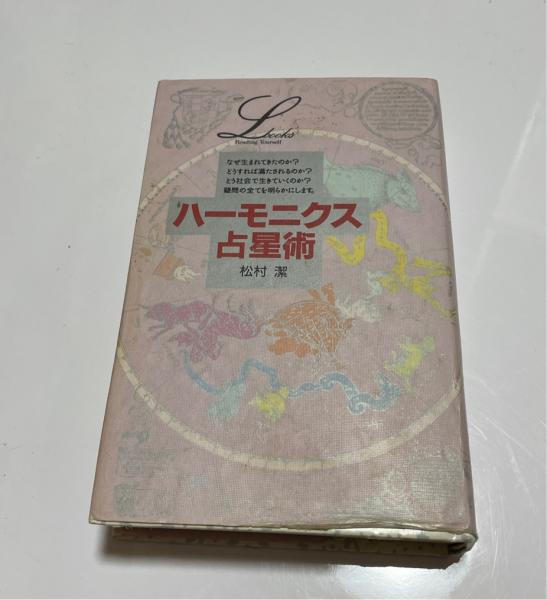 L books
Reading Yourself
なぜ生まれてきたのか?
どうすれば満たされるのか?
どう社会で生きていくのか?
疑問の全てを明らかにします。
ハーモニクス
占星術
松村 潔